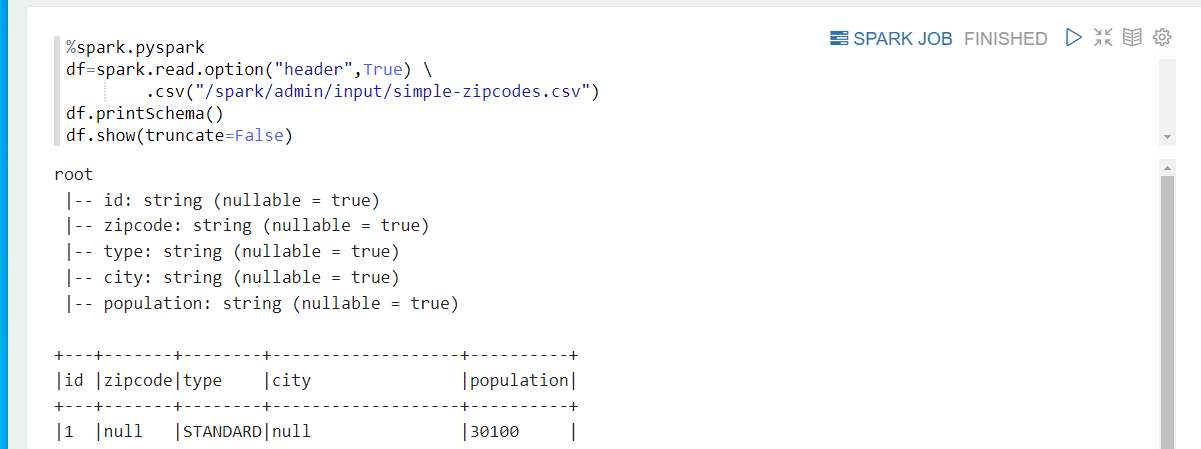 %spark.pyspark
SPARK JOB FINISHED
df=spark.read.option("header",True) \
.csv("/spark/admin/input/simple-zipcodes.csv")
df.printSchema()
df.show(truncate=False)
root
|-- id: string (nullable = true)
|-- zipcode: string (nullable = true)
|-- type: string (nullable = true)
|-- city: string (nullable = true)
|-- population: string (nullable = true)
+---+-------+--------+-------------------+----------+
|id |zipcode|type    |city               |population|
+---+-------+--------+-------------------+----------+
|1  |null   |STANDARD|null               |30100     |